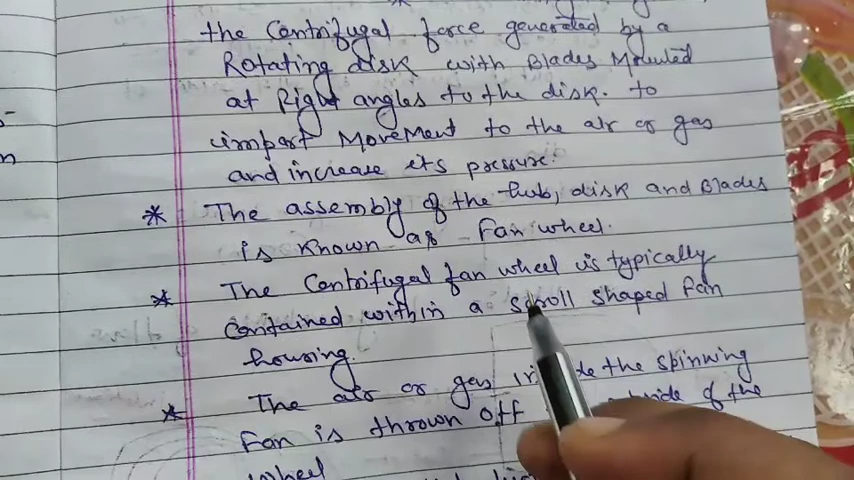 the Centrifugal force generated by a
Rotating disk with Blades Mounted
at Right angles to the disk. to
impart Movement to the air or gas
and increase its pressure.
* The assembly of the hub, disk and Blades
is known as fan wheel.
* The Centrifugal fan wheel is typically
Contained within a scroll shaped fan
housing.
* The air or gas the spinning
Fan is thrown off of the
wheel